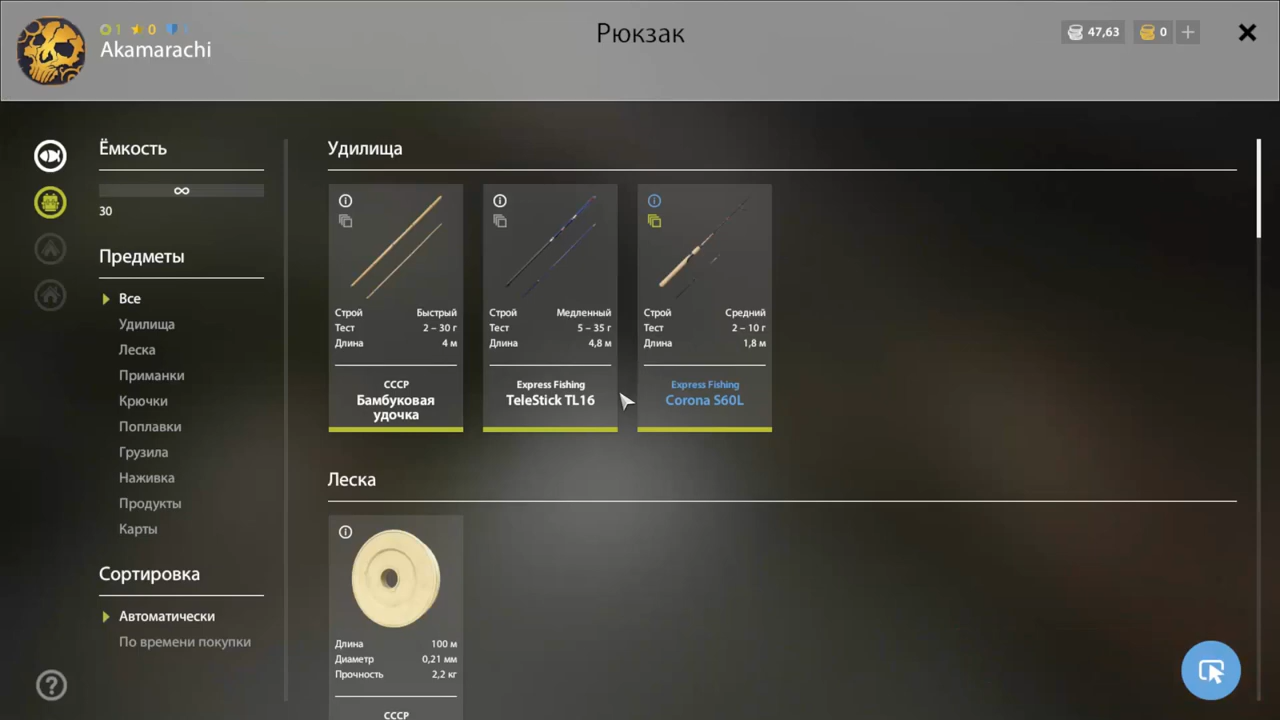 1 0
Akamarachi
Рюкзак
47,63
0
Ёмкость
∞
30
Предметы
Все
Удилища
Леска
Приманки
Крючки
Поплавки
Грузила
Наживка
Продукты
Карты
Сортировка
Автоматически
По времени покупки
Удилища
Строй Быстрый
Тест 2 – 30 г
Длина 4 м
СССР
Бамбуковая
удочка
Строй Медленный
Тест 5 – 35 г
Длина 4,8 м
Express Fishing
TeleStick TL16
Строй Средний
Тест 2 – 10 г
Длина 1,8 м
Express Fishing
Corona S60L
Леска
Длина 100 м
Диаметр 0,21 мм
Прочность 2,2 кг
СССР